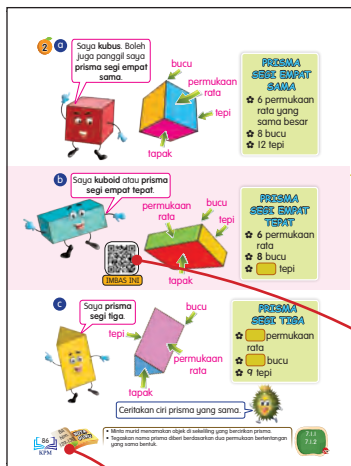 2
a
Saya kubus. Boleh
juga panggil saya
prisma segi empat
sama.
bucu
permukaan
rata
tepi
tapak
PRISMA
SEGI EMPAT
SAMA
6 permukaan
rata yang
sama besar
8 bucu
12 tepi
b
Saya kuboid atau prisma
segi empat tepat.
permukaan
rata
bucu
tepi
tapak
IMBAS INI
PRISMA
SEGI EMPAT
TEPAT
6 permukaan
rata
8 bucu
tepi
c
Saya prisma
segi tiga.
bucu
tepi
permukaan
rata
tapak
PRISMA
SEGI TIGA
permukaan
rata
bucu
9 tepi
Ceritakan ciri prisma yang sama.
• Minta murid menamakan objek di sekeliling yang bercirikan prisma.
• Tegaskan nama prisma diberi berdasarkan dua permukaan bertentangan
yang sama bentuk.
86
KPM
7.1.1
7.1.2